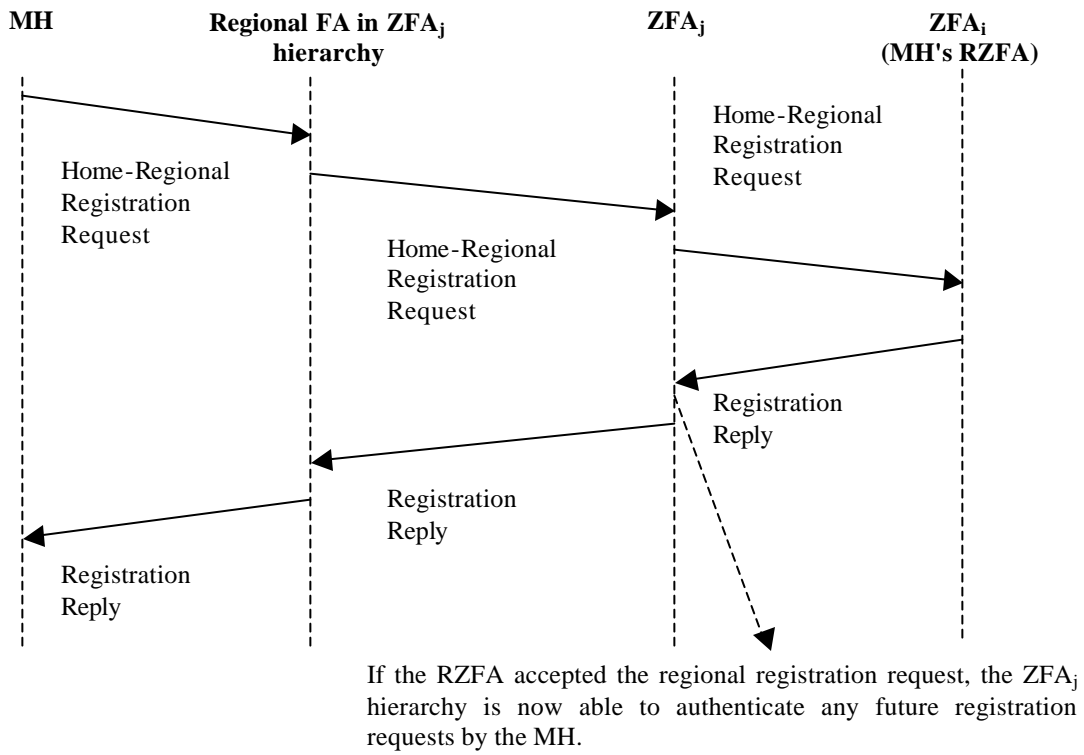 MH
Regional FA in ZFAj
hierarchy
ZFAj
ZFAi
(MH's RZFA)
Home-Regional
Registration
Request
Home-Regional
Registration
Request
Home-Regional
Registration
Request
Registration
Reply
Registration
Reply
Registration
Reply
If the RZFA accepted the regional registration request, the ZFAj
hierarchy is now able to authenticate any future registration
requests by the MH.